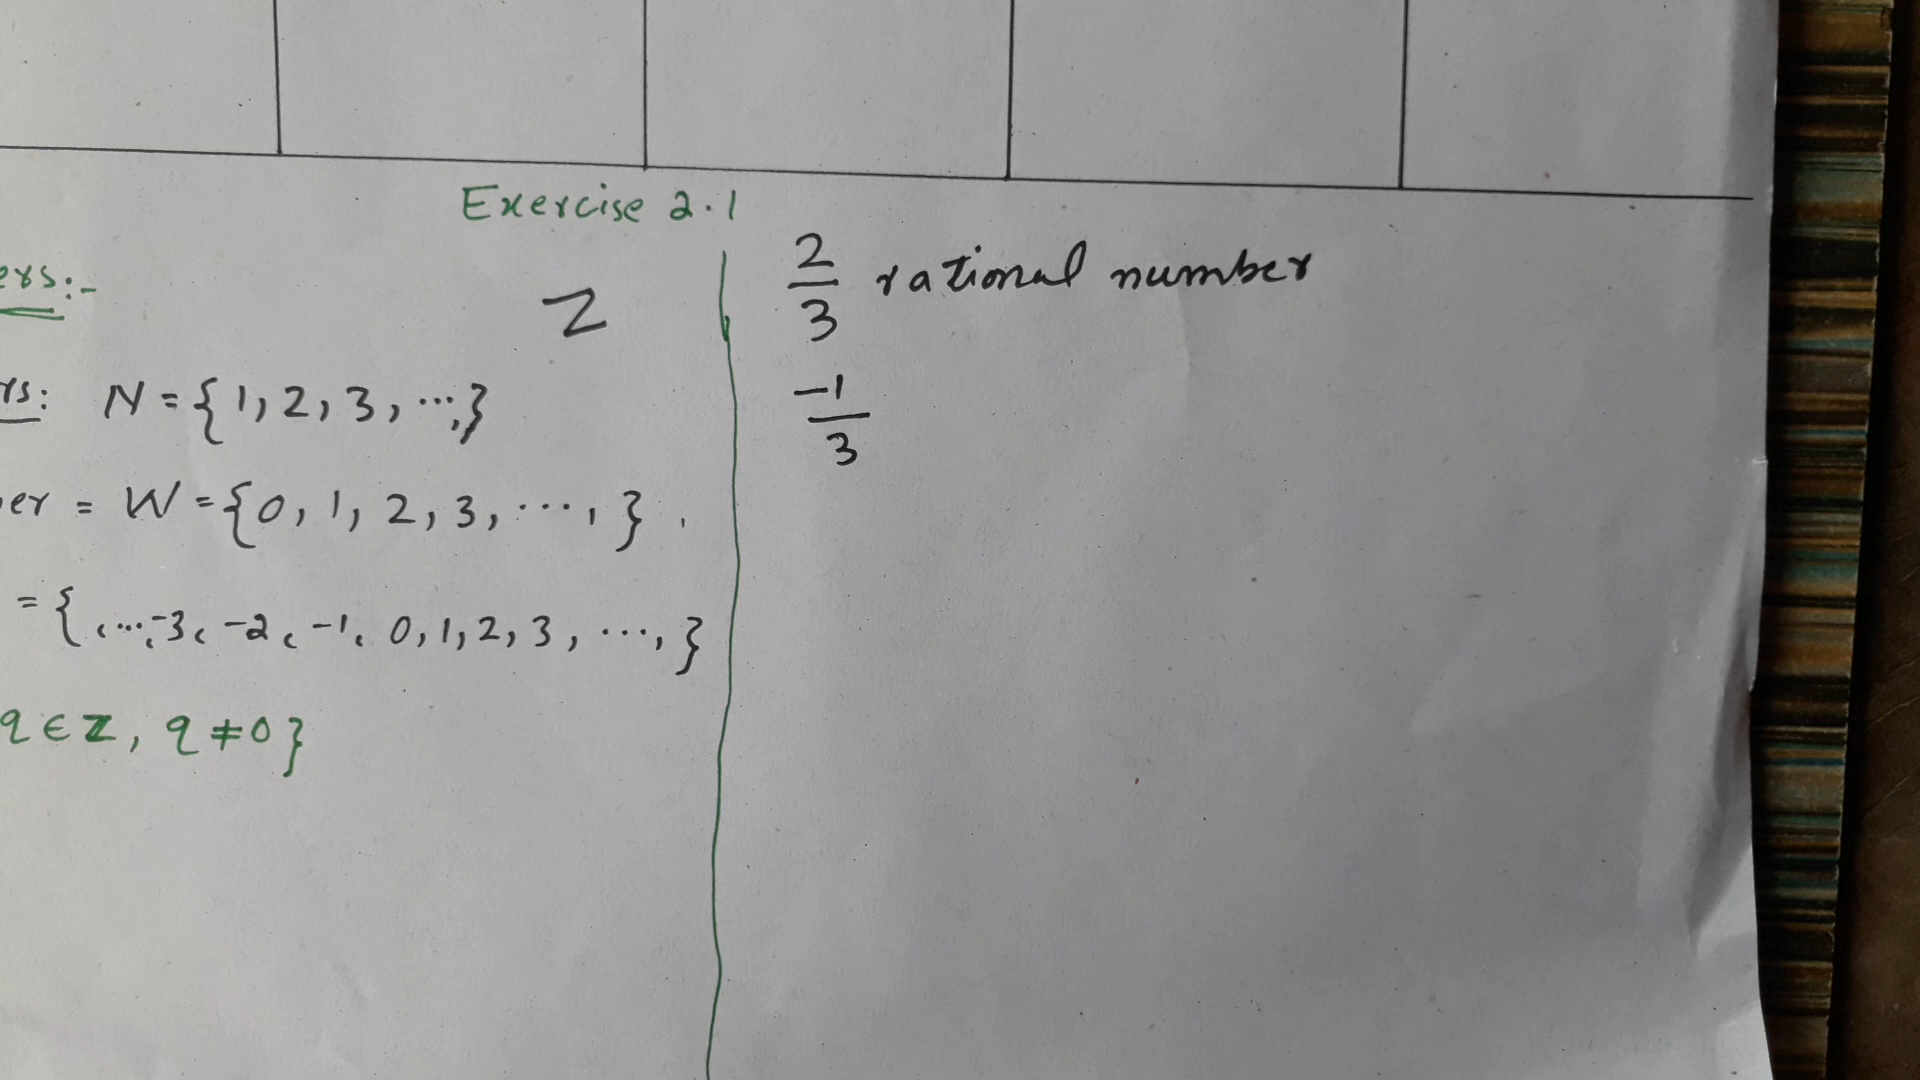 Exercise 2.1
ers:-
Z
rs: N = {1, 2, 3, ..., }
er = W = {0, 1, 2, 3, ..., }.
= {, ..., -3, -2, -1, 0, 1, 2, 3, ..., }
q ∈ Z, q ≠ 0}
2/3 rational number
-1/3